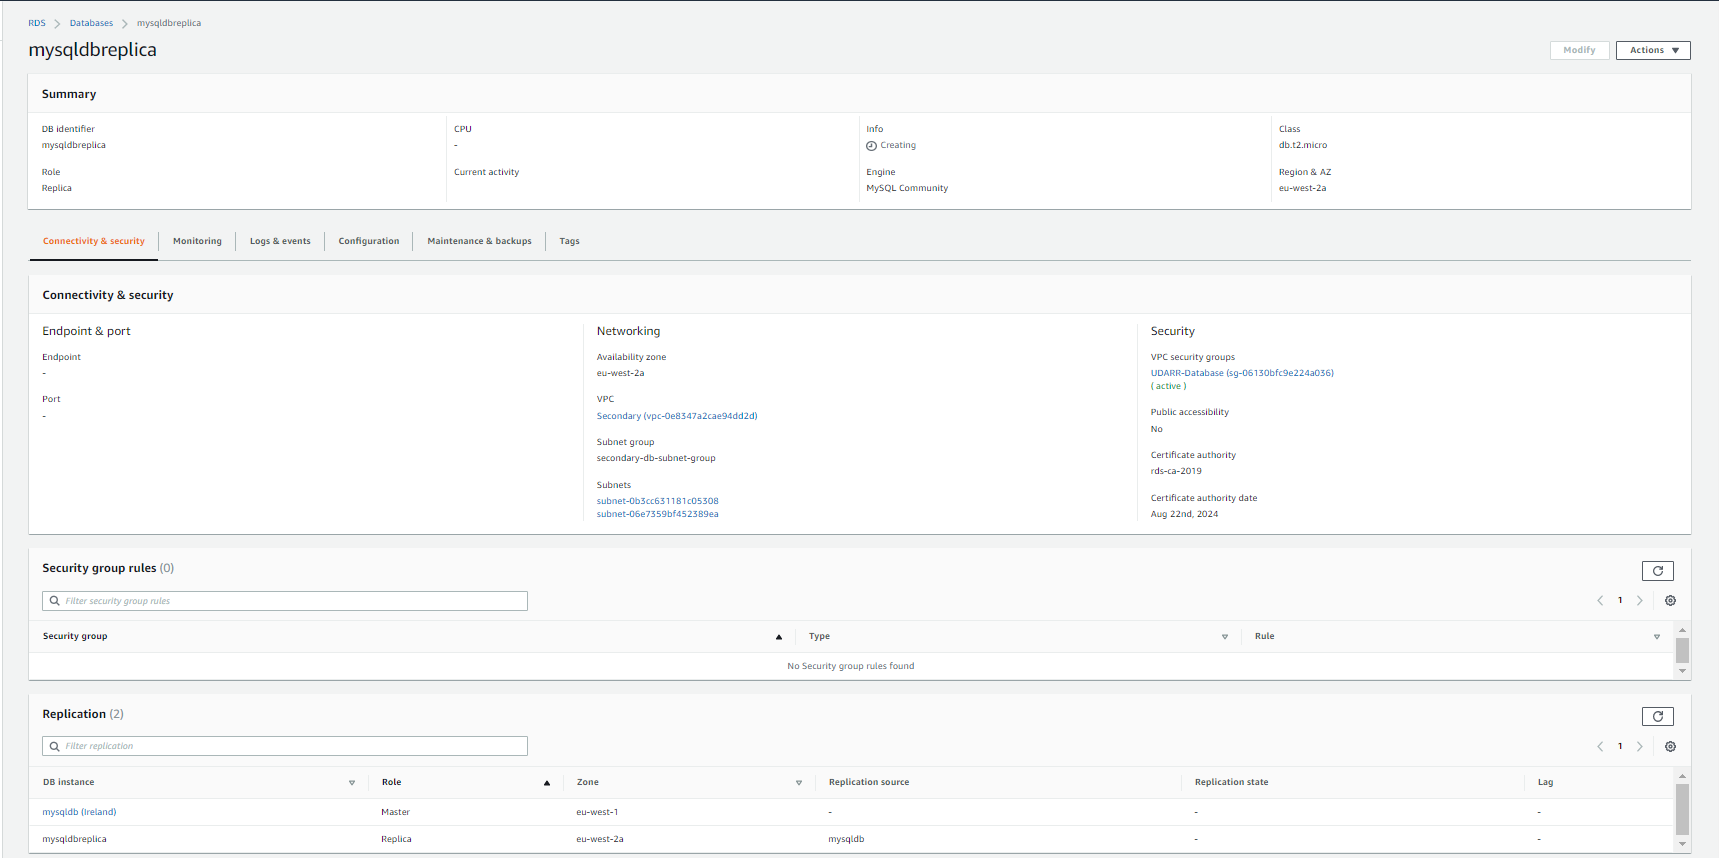 RDS > Databases > mysqldbreplica
mysqldbreplica
Modify
Actions
Summary
DB identifier
mysqldbreplica
CPU
-
Info
Creating
Class
db.t2.micro
Role
Replica
Current activity
Engine
MySQL Community
Region & AZ
eu-west-2a
Connectivity & security
Monitoring
Logs & events
Configuration
Maintenance & backups
Tags
Connectivity & security
Endpoint & port
Endpoint
-
Port
-
Networking
Availability zone
eu-west-2a
VPC
Secondary (vpc-0e8347a2cae94dd2d)
Subnet group
secondary-db-subnet-group
Subnets
subnet-0b3cc631181c05308
subnet-06e7359bf452389ea
Security
VPC security groups
UDARR-Database (sg-06130bfc9e224a036)
( active )
Public accessibility
No
Certificate authority
rds-ca-2019
Certificate authority date
Aug 22nd, 2024
Security group rules (0)
Filter security group rules
1
Security group
Type
Rule
No Security group rules found
Replication (2)
Filter replication
1
DB instance
Role
Zone
Replication source
Replication state
Lag
mysqldb (Ireland)
Master
eu-west-1
-
-
-
mysqldbreplica
Replica
eu-west-2a
mysqldb
-
-